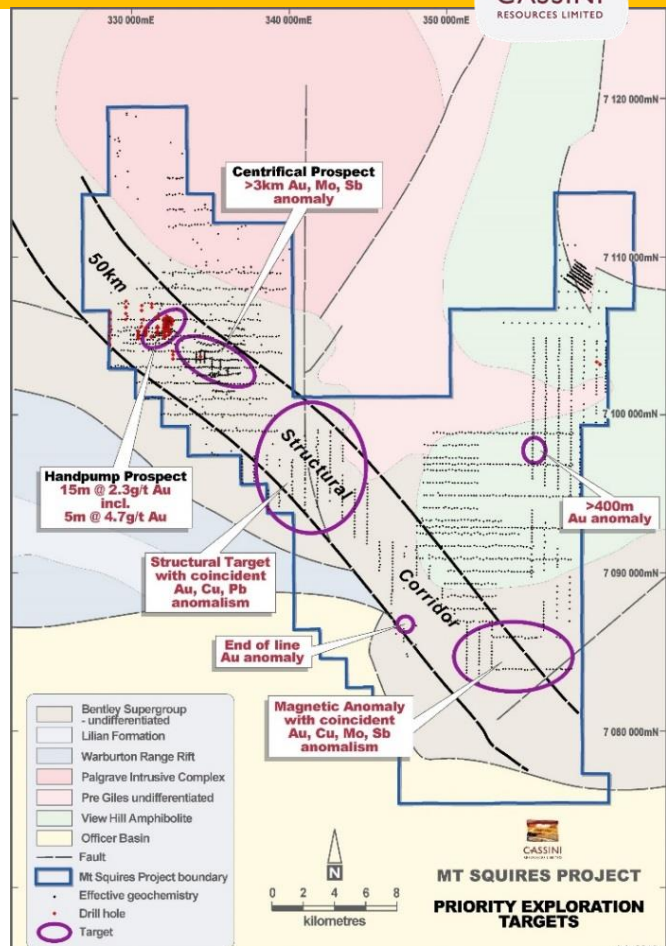 CASSINI
RESOURCES LIMITED
330 000mE
340 000mE
350 000mE
7 120 000mN
Centrifical Prospect
>3km Au, Mo, Sb
anomaly
7 110 000mN
50km
7 100 000mN
Structural
Handpump Prospect
15m @ 2.3g/t Au
incl.
5m @ 4.7g/t Au
>400m
Au anomaly
Structural Target
with coincident
Au, Cu, Pb
anomalism
7 090 000mN
Corridor
End of line
Au anomaly
Magnetic Anomaly
with coincident
Au, Cu, Mo, Sb
anomalism
7 080 000mN
Bentley Supergroup
- undifferentiated
Lilian Formation
Warburton Range Rift
Palgrave Intrusive Complex
Pre Giles undifferentiated
View Hill Amphibolite
Officer Basin
Fault
Mt Squires Project boundary
Effective geochemistry
Drill hole
Target
N
0 2 4 6 8
kilometres
CASSINI
RESOURCES LIMITED
MT SQUIRES PROJECT
PRIORITY EXPLORATION
TARGETS